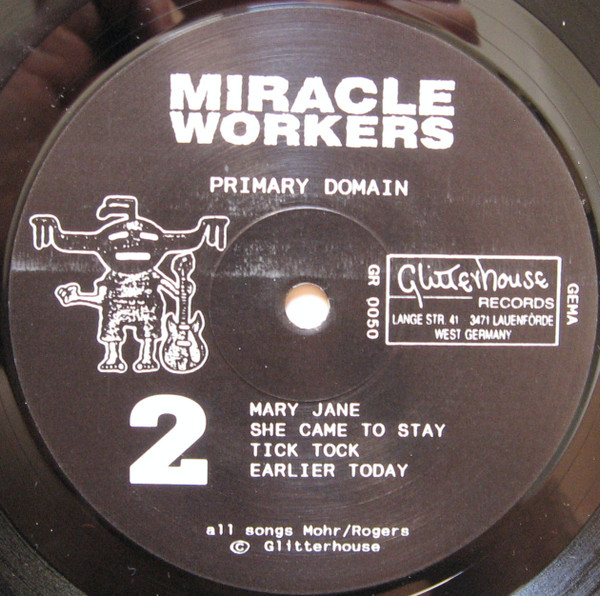 MIRACLE
WORKERS
PRIMARY DOMAIN
GR 0050
Glitterhouse
RECORDS
LANGE STR. 41 3471 LAUENFÖRDE
WEST GERMANY
GEMA
2
MARY JANE
SHE CAME TO STAY
TICK TOCK
EARLIER TODAY
all songs Mohr/Rogers
© Glitterhouse